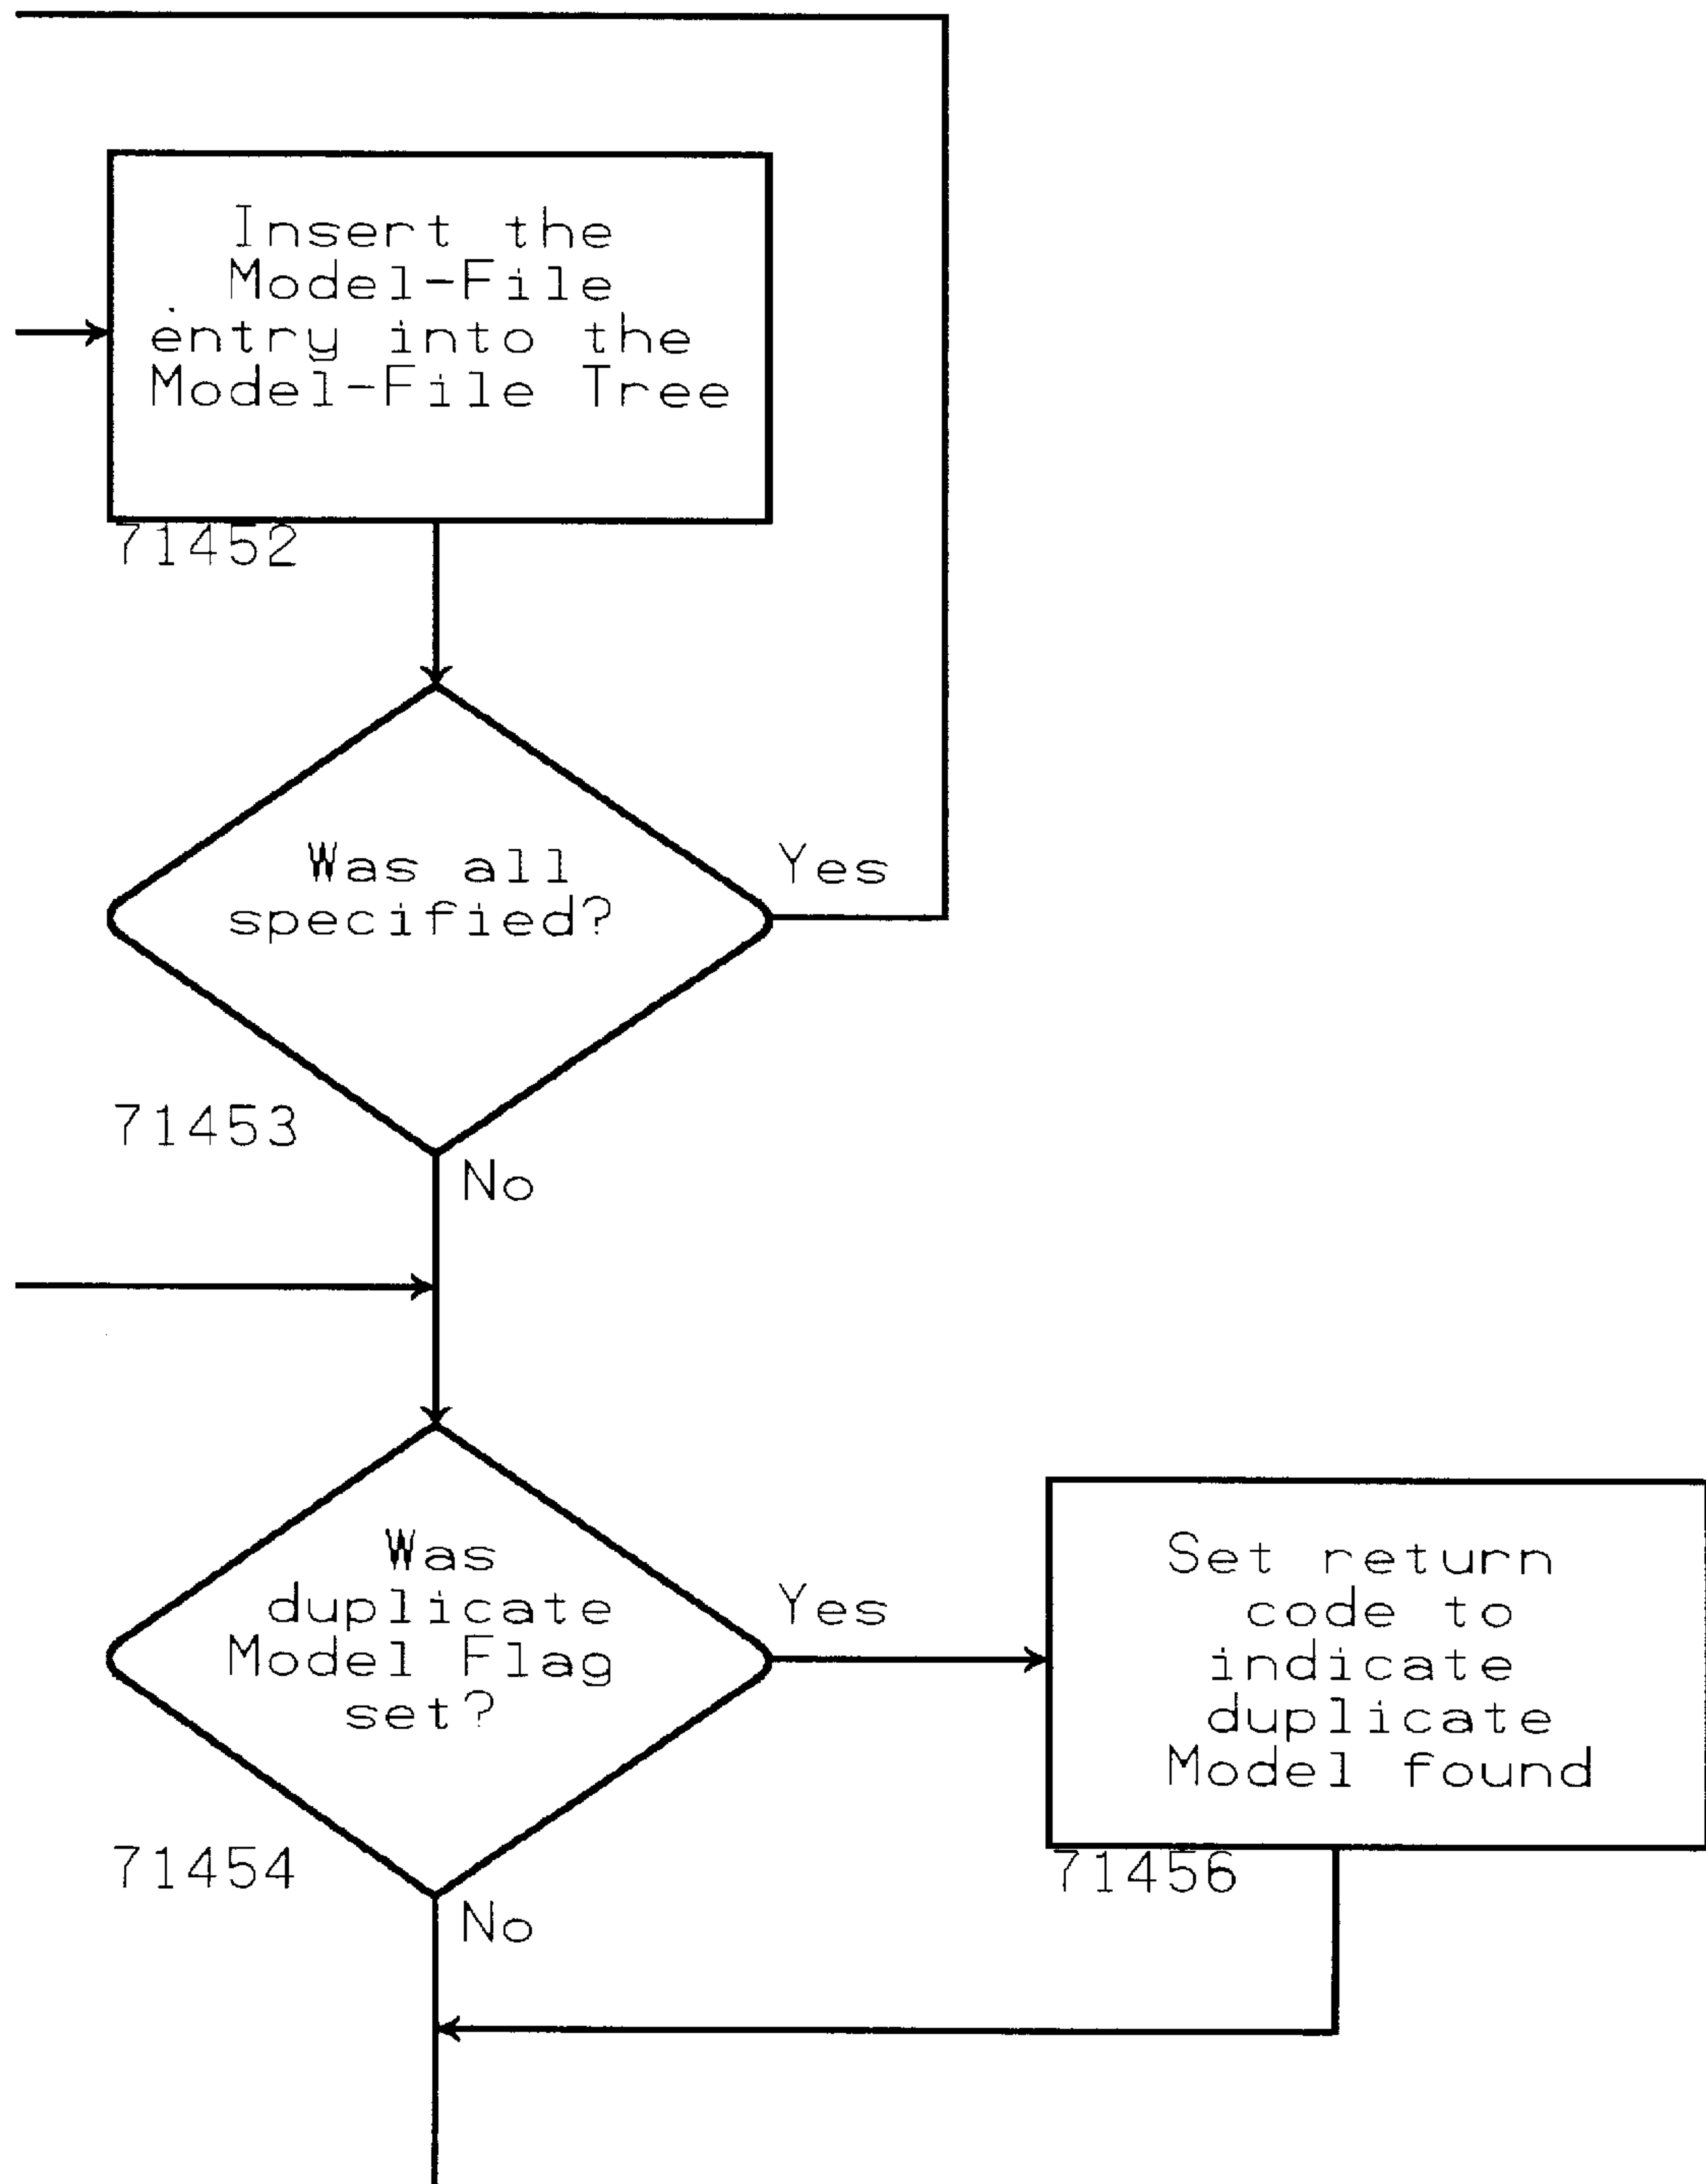 Insert the
Model-File
entry into the
Model-File Tree
71452
Was all
specified?
Yes
71453
No
Was
duplicate
Model Flag
set?
Yes
71454
No
Set return
code to
indicate
duplicate
Model found
71456